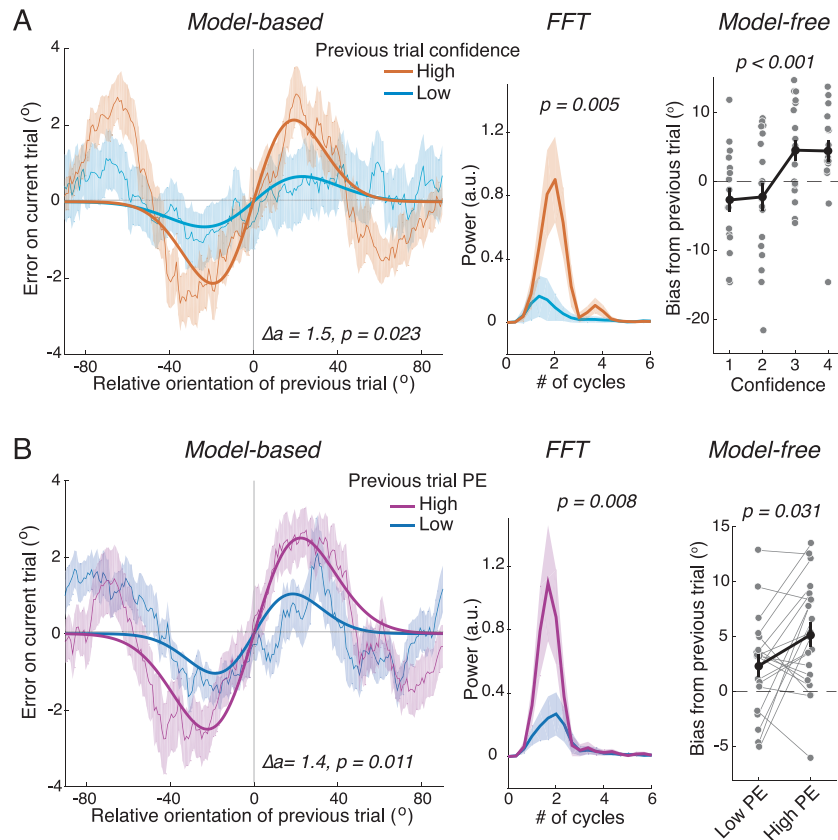 A
Model-based
FFT
Model-free
Previous trial confidence
High
Low
Error on current trial (°)
4
2
0
-2
-4
Δa = 1.5, p = 0.023
-80
-40
0
40
80
Relative orientation of previous trial (°)
p = 0.005
Power (a.u.)
1.2
0.8
0.4
0
0
2
4
6
# of cycles
p < 0.001
Bias from previous trial (°)
10
0
-10
-20
1
2
3
4
Confidence
B
Model-based
FFT
Model-free
Previous trial PE
High
Low
Error on current trial (°)
4
2
0
-2
-4
Δa= 1.4, p = 0.011
-80
-40
0
40
80
Relative orientation of previous trial (°)
p = 0.008
Power (a.u.)
1.2
0.8
0.4
0
0
2
4
6
# of cycles
p = 0.031
Bias from previous trial (°)
15
10
5
0
-5
Low PE
High PE